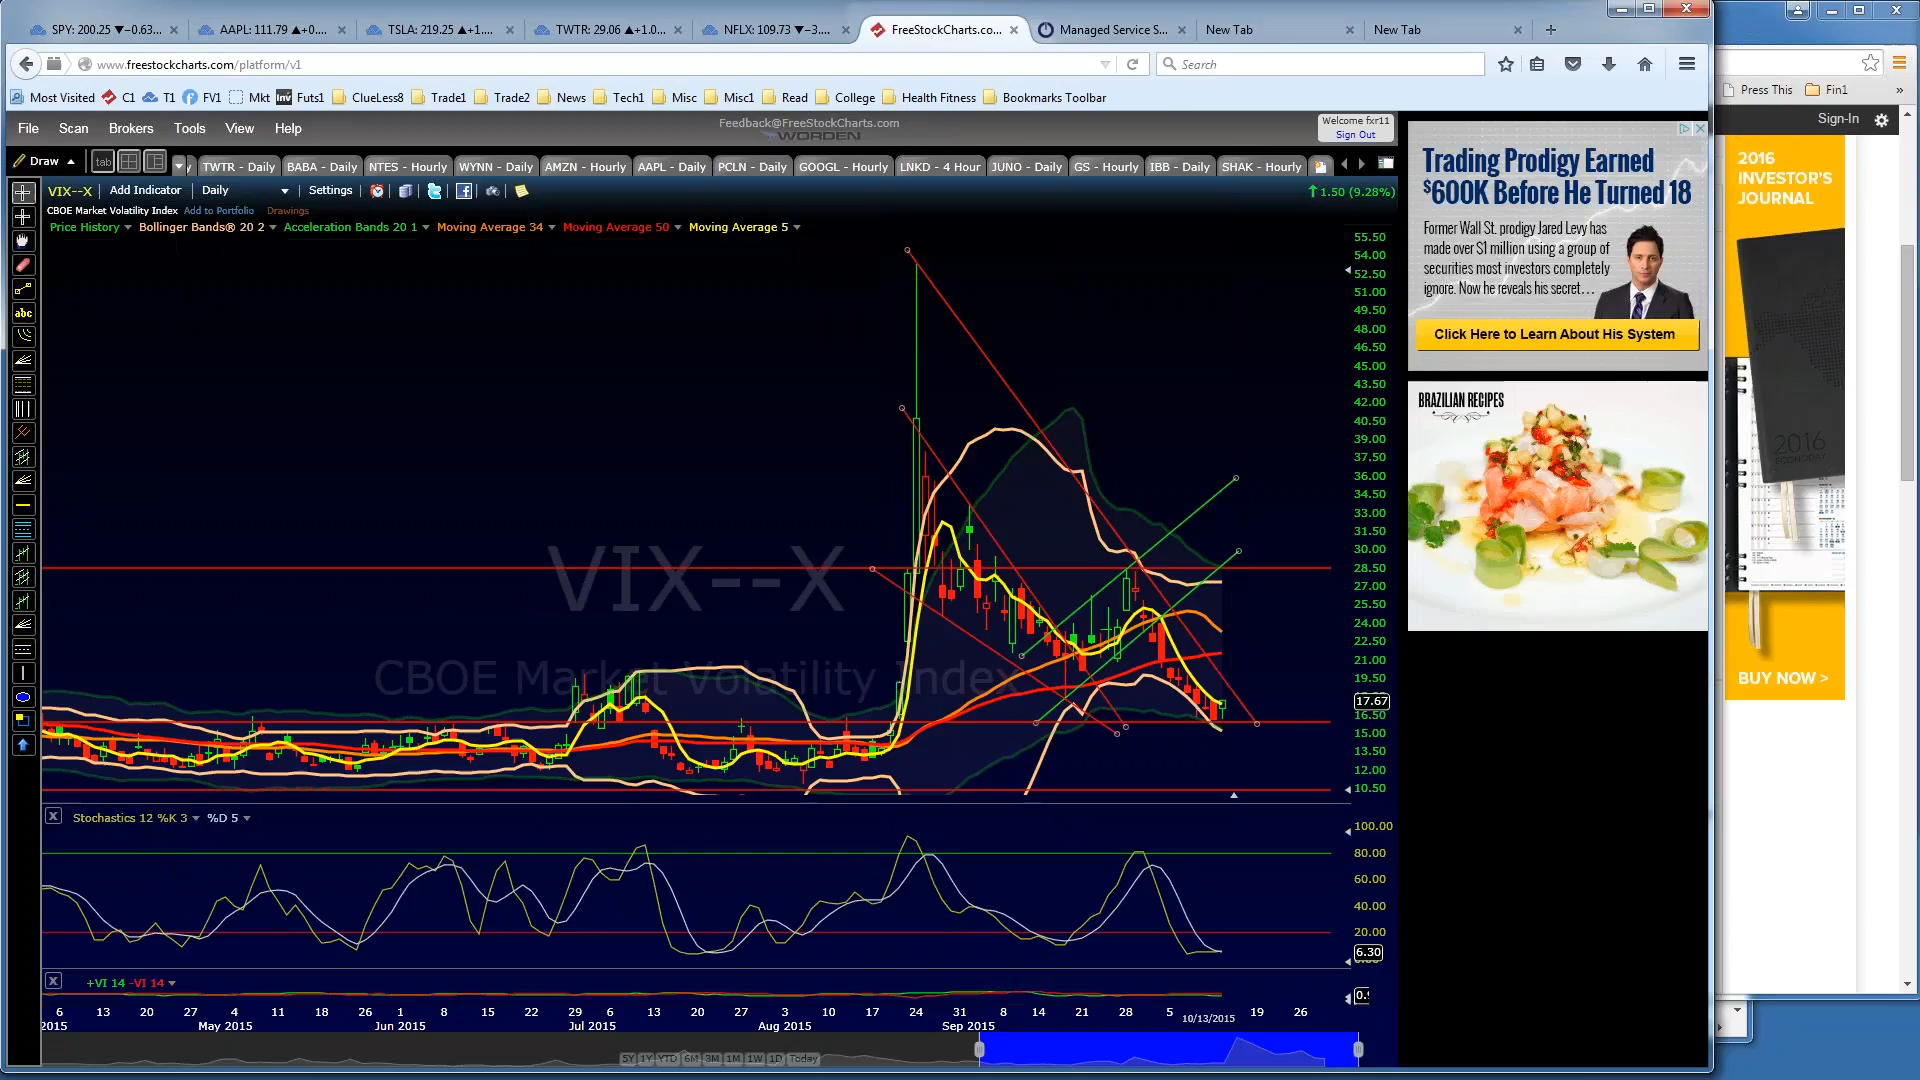 SPY: 200.25 ▼−0.63...
AAPL: 111.79 ▲+0....
TSLA: 219.25 ▲+1....
TWTR: 29.06 ▲+1.0...
NFLX: 109.73 ▼−3....
FreeStockCharts.co...
Managed Service S...
New Tab
New Tab
www.freestockcharts.com/platform/v1
Search
Most Visited C1 T1 FV1 Mkt Inv Futs1 ClueLess8 Trade1 Trade2 News Tech1 Misc Misc1 Read College Health Fitness Bookmarks Toolbar
Press This Fin1 »
File Scan Brokers Tools View Help
Feedback@FreeStockCharts.com
WORDEN
Welcome fxr11
Sign Out
Sign-In
Draw tab
TWTR - Daily BABA - Daily NTES - Hourly WYNN - Daily AMZN - Hourly AAPL - Daily PCLN - Daily GOOGL - Hourly LNKD - 4 Hour JUNO - Daily GS - Hourly IBB - Daily SHAK - Hourly
VIX--X Add Indicator Daily Settings
1.50 (9.28%)
CBOE Market Volatility Index Add to Portfolio Drawings
Price History Bollinger Bands® 20 2 Acceleration Bands 20 1 Moving Average 34 Moving Average 50 Moving Average 5
abc
VIX--X
CBOE Market Volatility Index
55.50
54.00
52.50
51.00
49.50
48.00
46.50
45.00
43.50
42.00
40.50
39.00
37.50
36.00
34.50
33.00
31.50
30.00
28.50
27.00
25.50
24.00
22.50
21.00
19.50
17.67
16.50
15.00
13.50
12.00
10.50
X Stochastics 12 %K 3 %D 5
100.00
80.00
60.00
40.00
20.00
6.30
X +VI 14 -VI 14
6 13 20 27 4 11 18 26 1 8 15 22 29 6 13 20 27 3 10 17 24 31 8 14 21 28 5 10/13/2015 19 26
2015 May 2015 Jun 2015 Jul 2015 Aug 2015 Sep 2015
5Y 1Y YTD 6M 3M 1M 1W 1D Today
Trading Prodigy Earned
$600K Before He Turned 18
Former Wall St. prodigy Jared Levy has
made over $1 million using a group of
securities most investors completely
ignore. Now he reveals his secret...
Click Here to Learn About His System
BRAZILIAN RECIPES
2016
INVESTOR'S
JOURNAL
2016
ECONODAY
BUY NOW >